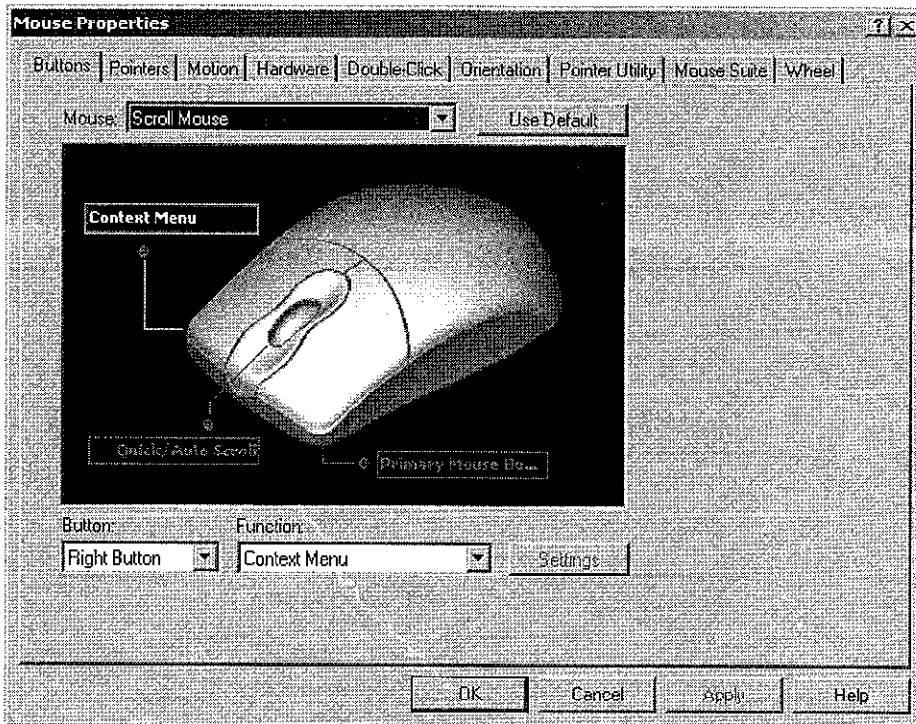 Mouse Properties
? ×
Buttons Pointers Motion Hardware Double-Click Orientation Pointer Utility Mouse Suite Wheel
Mouse: Scroll Mouse Use Default
Context Menu
Quick/Auto Scroll
Primary Mouse Bu...
Button: Function:
Right Button Context Menu Settings
OK Cancel Apply Help